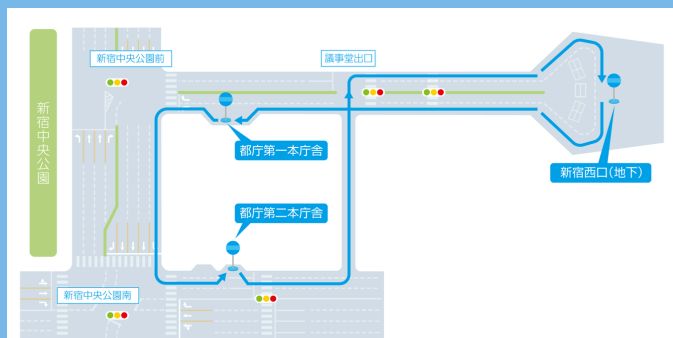 新宿中央公園前
議事堂出口
新宿中央公園
都庁第一本庁舎
新宿西口(地下)
都庁第二本庁舎
新宿中央公園南